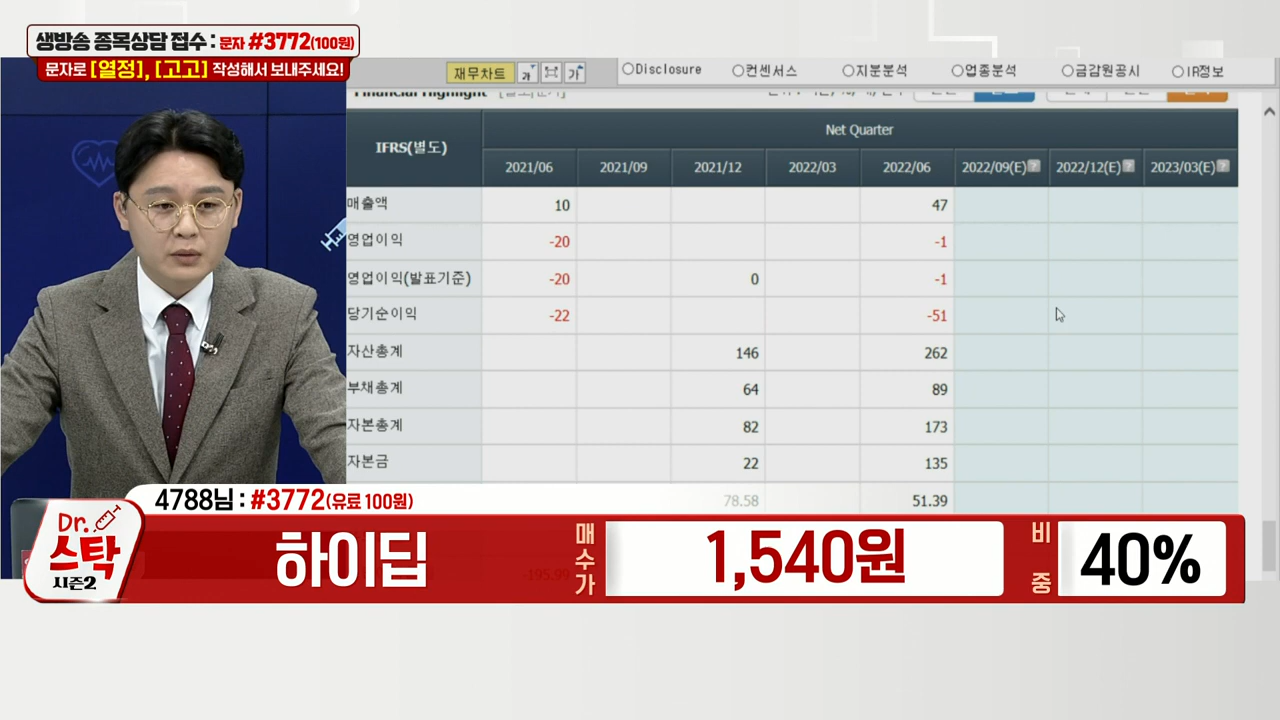 생방송 종목상담 접수 : 문자 #3772(100원)
문자로 [열정], [고고] 작성해서 보내주세요!
재무차트 가 가
Disclosure 컨센서스 지분분석 업종분석 금감원공시 IR정보
Financial Highlight
IFRS(별도) Net Quarter
2021/06 2021/09 2021/12 2022/03 2022/06 2022/09(E) 2022/12(E) 2023/03(E)
매출액 10 47
영업이익 -20 -1
영업이익(발표기준) -20 0 -1
당기순이익 -22 -51
자산총계 146 262
부채총계 64 89
자본총계 82 173
자본금 22 135
78.58 51.39
4788님 : #3772(유료 100원)
Dr.
스탁
시즌2
하이딥 매수가 1,540원 비중 40%
-195.99